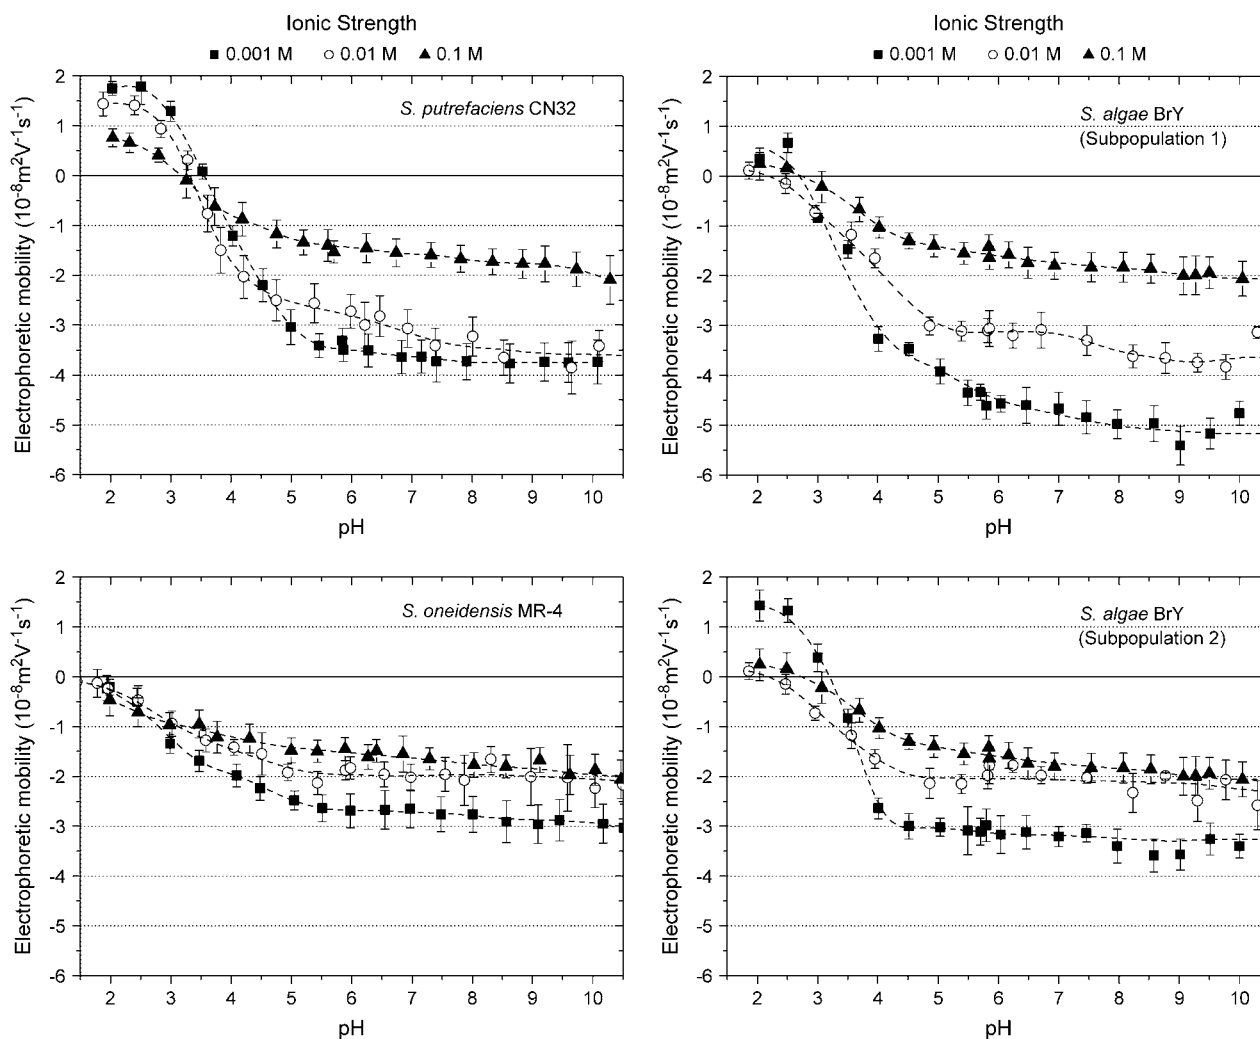 Ionic Strength
■ 0.001 M ○ 0.01 M ▲ 0.1 M
Electrophoretic mobility (10⁻⁸m²V⁻¹s⁻¹)
2
1
0
-1
-2
-3
-4
-5
-6
S. putrefaciens CN32
2 3 4 5 6 7 8 9 10
pH
Ionic Strength
■ 0.001 M ○ 0.01 M ▲ 0.1 M
Electrophoretic mobility (10⁻⁸m²V⁻¹s⁻¹)
2
1
0
-1
-2
-3
-4
-5
-6
S. algae BrY
(Subpopulation 1)
2 3 4 5 6 7 8 9 10
pH
Electrophoretic mobility (10⁻⁸m²V⁻¹s⁻¹)
2
1
0
-1
-2
-3
-4
-5
-6
S. oneidensis MR-4
2 3 4 5 6 7 8 9 10
pH
Electrophoretic mobility (10⁻⁸m²V⁻¹s⁻¹)
2
1
0
-1
-2
-3
-4
-5
-6
S. algae BrY
(Subpopulation 2)
2 3 4 5 6 7 8 9 10
pH